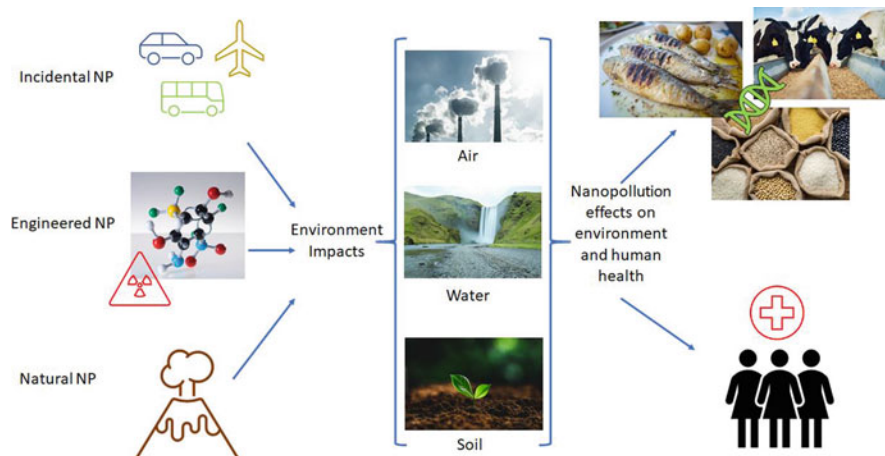 Incidental NP
Engineered NP
Natural NP
Environment
Impacts
Air
Water
Soil
Nanopollution
effects on
environment
and human
health